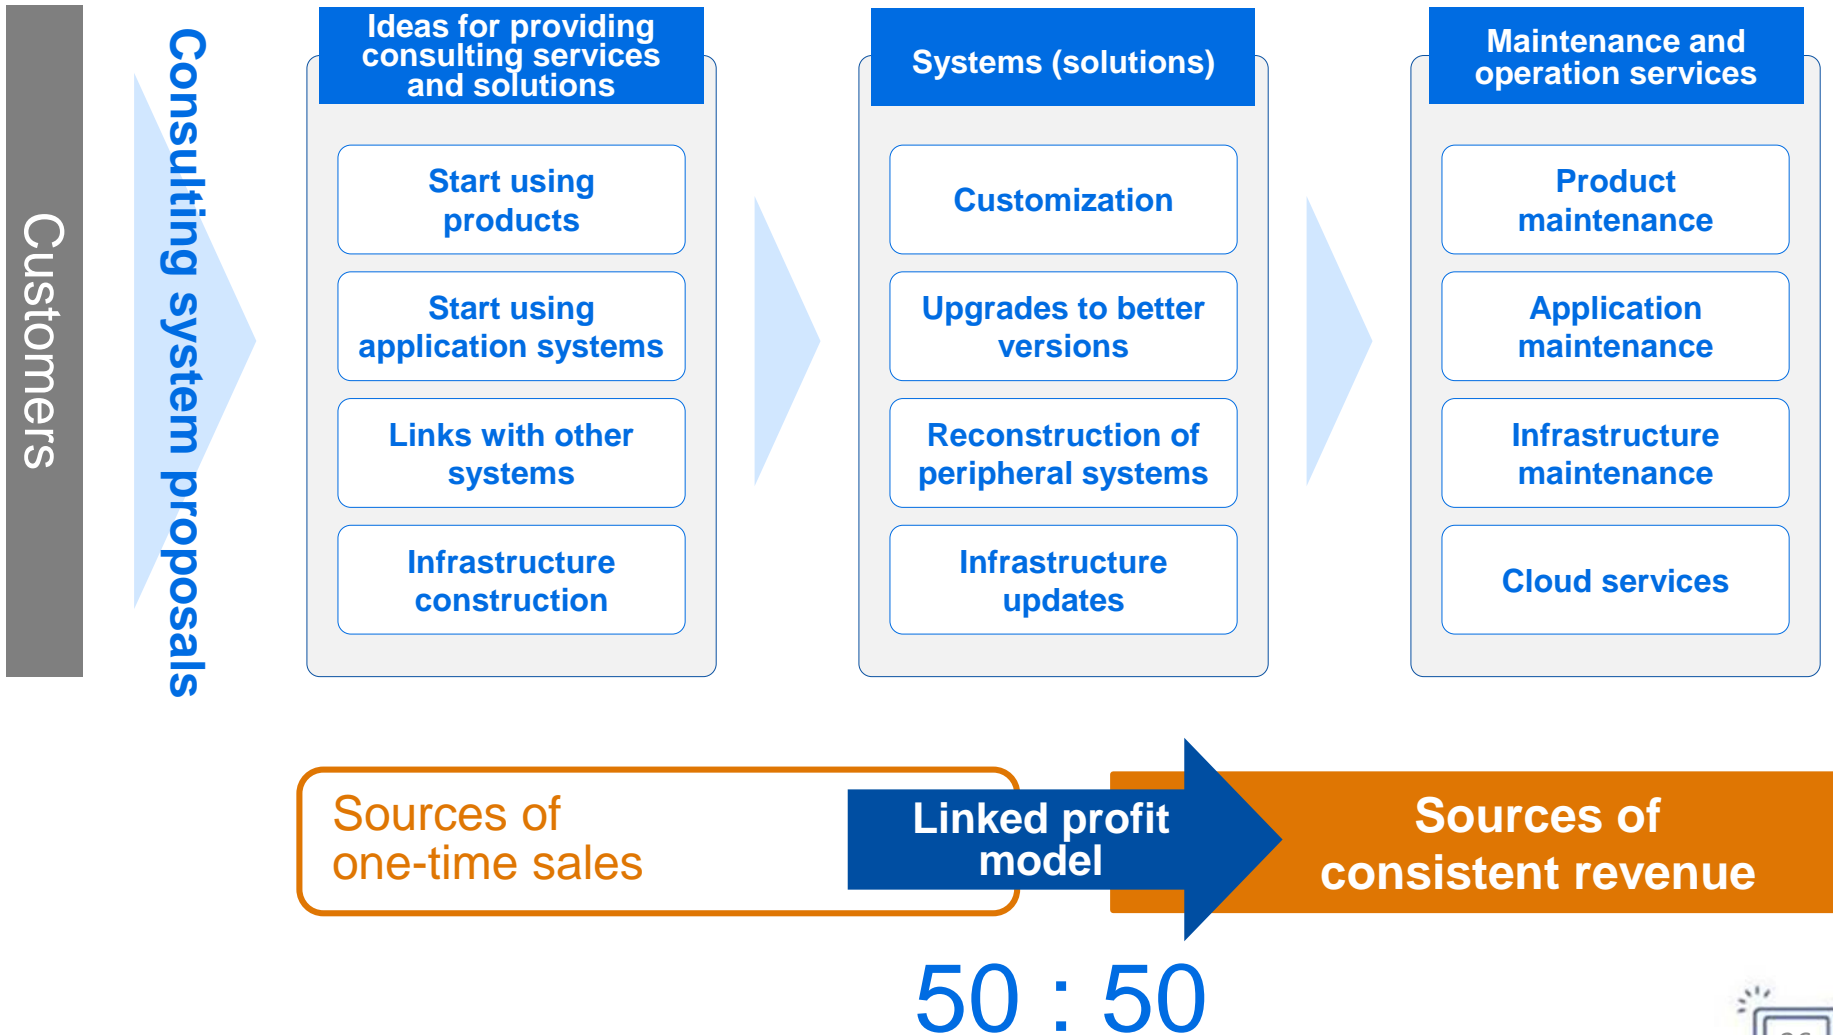 Customers
Consulting system proposals
Ideas for providing
consulting services
and solutions
Start using
products
Start using
application systems
Links with other
systems
Infrastructure
construction
Systems (solutions)
Customization
Upgrades to better
versions
Reconstruction of
peripheral systems
Infrastructure
updates
Maintenance and
operation services
Product
maintenance
Application
maintenance
Infrastructure
maintenance
Cloud services
Sources of
one-time sales
Linked profit
model
Sources of
consistent revenue
50 : 50